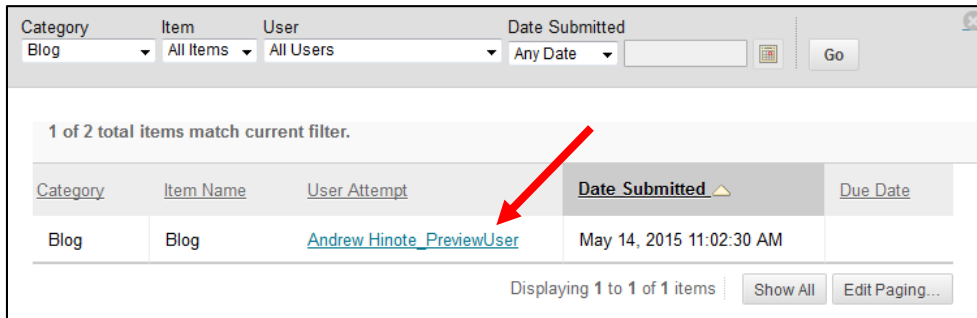 Category Item User Date Submitted
Blog All Items All Users Any Date Go
1 of 2 total items match current filter.
Category Item Name User Attempt Date Submitted Due Date
Blog Blog Andrew Hinote_PreviewUser May 14, 2015 11:02:30 AM
Displaying 1 to 1 of 1 items Show All Edit Paging...